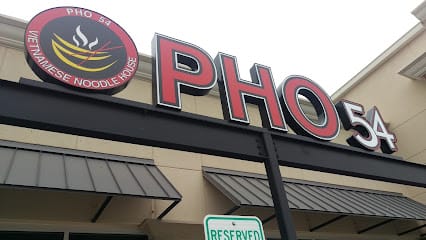 PHO 54
VIETNAMESE NOODLE HOUSE
PHO 54
RESERVED